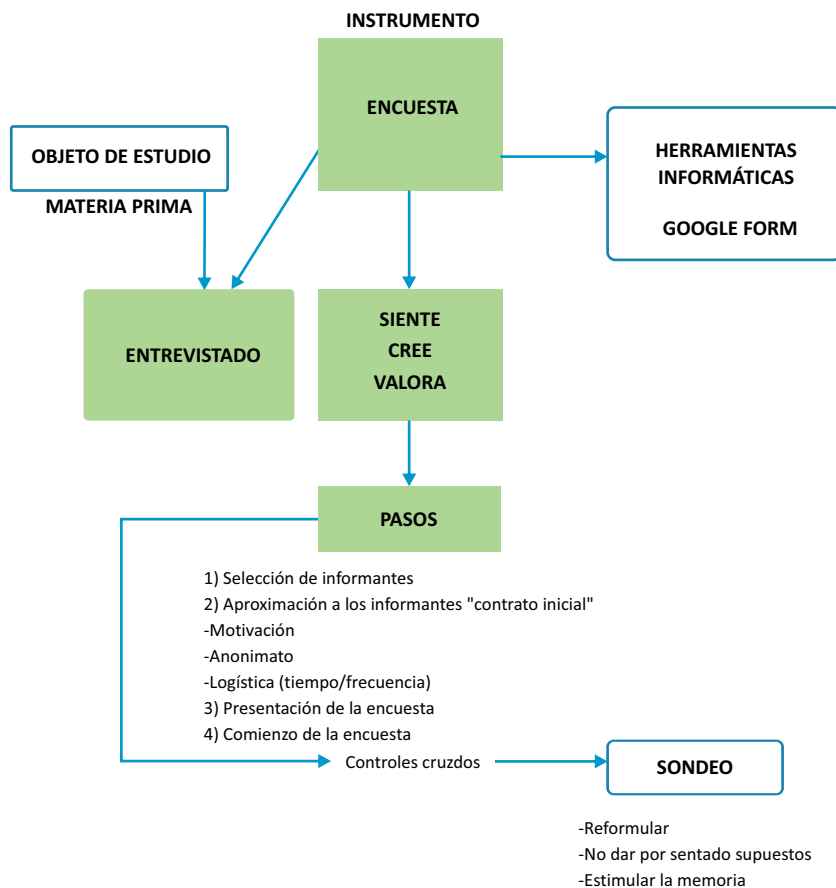 INSTRUMENTO
ENCUESTA
OBJETO DE ESTUDIO
MATERIA PRIMA
HERRAMIENTAS
INFORMÁTICAS
GOOGLE FORM
ENTREVISTADO
SIENTE
CREE
VALORA
PASOS
1) Selección de informantes
2) Aproximación a los informantes "contrato inicial"
-Motivación
-Anonimato
-Logística (tiempo/frecuencia)
3) Presentación de la encuesta
4) Comienzo de la encuesta
Controles cruzdos
SONDEO
-Reformular
-No dar por sentado supuestos
-Estimular la memoria